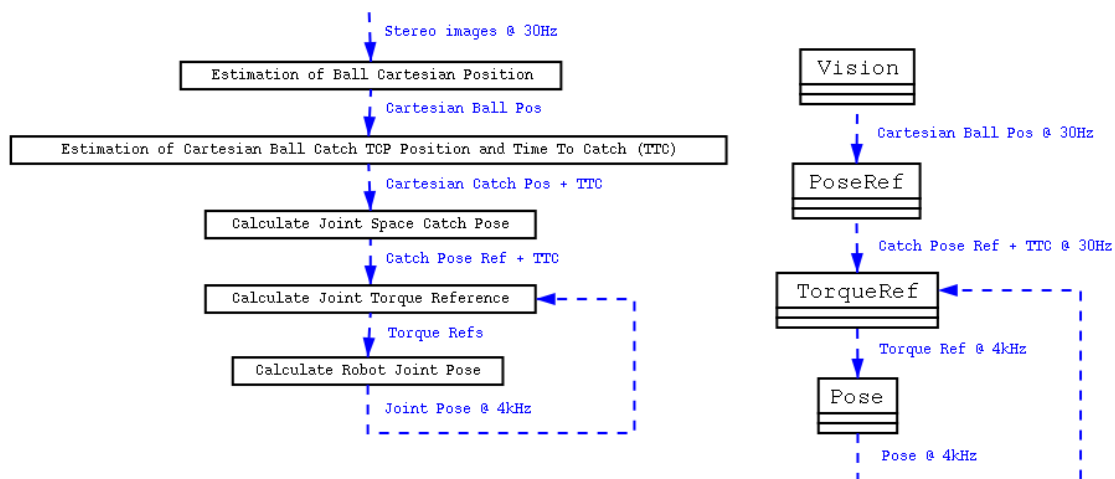 Stereo images @ 30Hz
Estimation of Ball Cartesian Position
Cartesian Ball Pos
Estimation of Cartesian Ball Catch TCP Position and Time To Catch (TTC)
Cartesian Catch Pos + TTC
Calculate Joint Space Catch Pose
Catch Pose Ref + TTC
Calculate Joint Torque Reference
Torque Refs
Calculate Robot Joint Pose
Joint Pose @ 4kHz
Vision
Cartesian Ball Pos @ 30Hz
PoseRef
Catch Pose Ref + TTC @ 30Hz
TorqueRef
Torque Ref @ 4kHz
Pose
Pose @ 4kHz